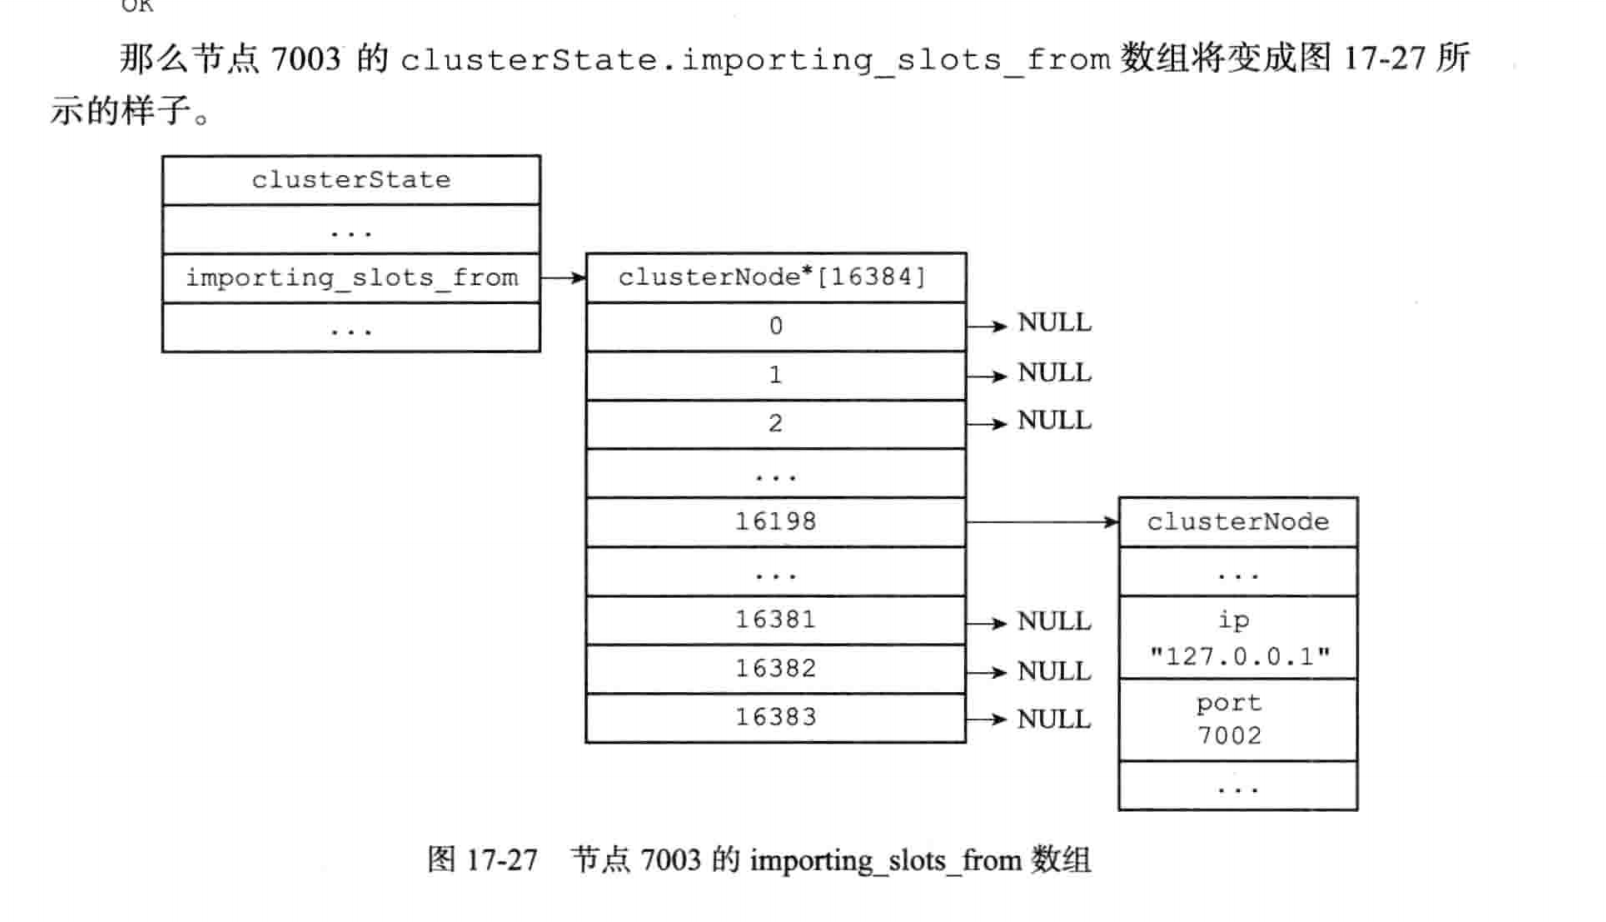 OK
那么节点 7003 的 clusterState.importing_slots_from 数组将变成图 17-27 所
示的样子。
clusterState
...
importing_slots_from
...
clusterNode*[16384]
0
NULL
1
NULL
2
NULL
...
16198
...
16381
NULL
16382
NULL
16383
NULL
clusterNode
...
ip
"127.0.0.1"
port
7002
...
图 17-27 节点 7003 的 importing_slots_from 数组